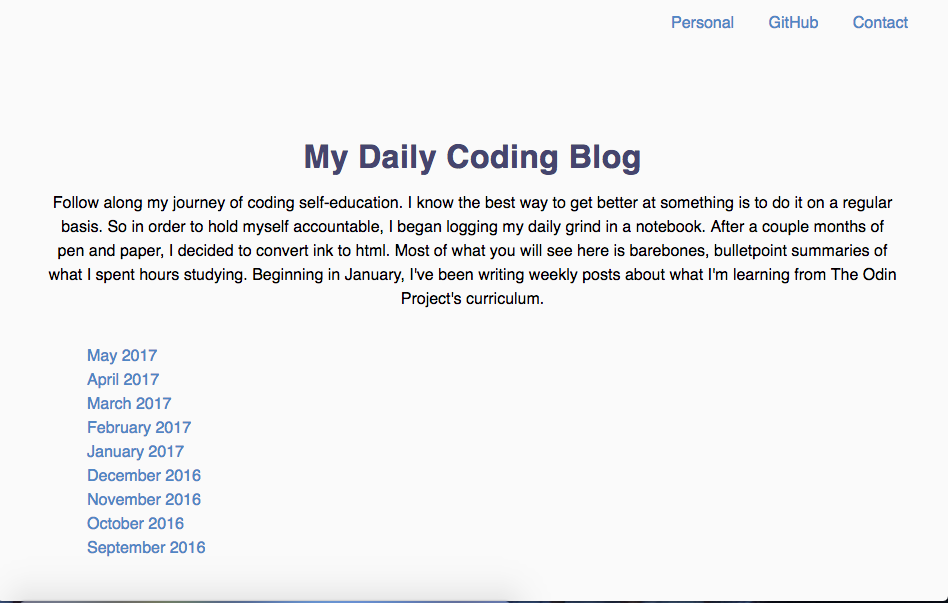 Personal GitHub Contact
My Daily Coding Blog
Follow along my journey of coding self-education. I know the best way to get better at something is to do it on a regular
basis. So in order to hold myself accountable, I began logging my daily grind in a notebook. After a couple months of
pen and paper, I decided to convert ink to html. Most of what you will see here is barebones, bulletpoint summaries of
what I spent hours studying. Beginning in January, I've been writing weekly posts about what I'm learning from The Odin
Project's curriculum.
May 2017
April 2017
March 2017
February 2017
January 2017
December 2016
November 2016
October 2016
September 2016